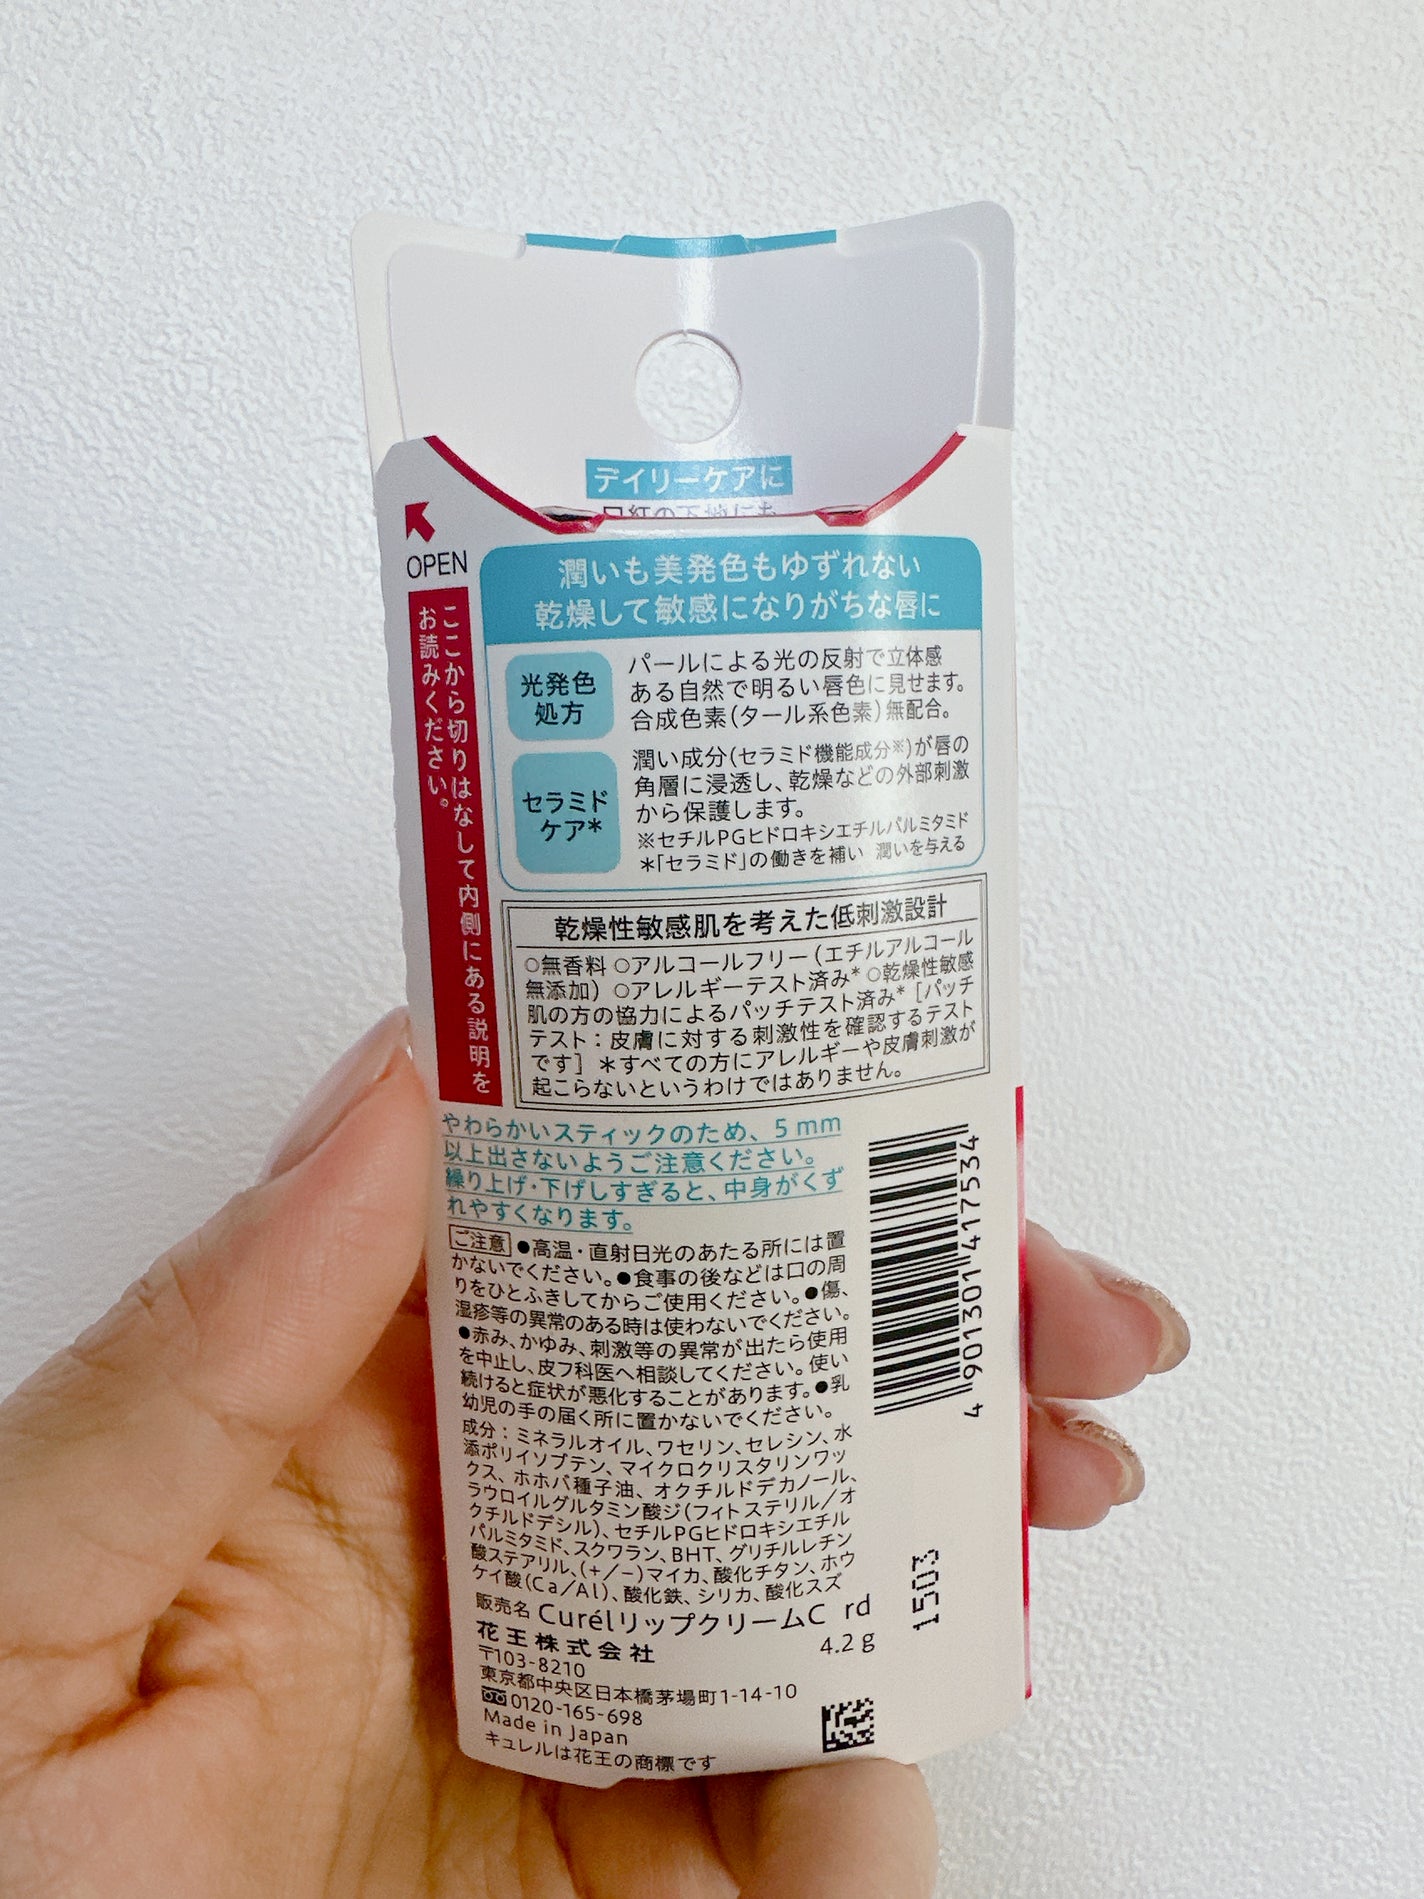 デイリーケアに
口紅の下地にも
OPEN
ここから切りはなして内側にある説明を
お読みください。
潤いも美発色もゆずれない
乾燥して敏感になりがちな唇に
光発色
処方
パールによる光の反射で立体感
ある自然で明るい唇色に見せます。
合成色素(タール系色素)無配合。
セラミド
ケア*
潤い成分(セラミド機能成分※)が唇の
角層に浸透し、乾燥などの外部刺激
から保護します。
※セチルPGヒドロキシエチルパルミタミド
*「セラミド」の働きを補い 潤いを与える
乾燥性敏感肌を考えた低刺激設計
○無香料 ○アルコールフリー(エチルアルコール
無添加) ○アレルギーテスト済み* ○乾燥性敏感
肌の方の協力によるパッチテスト済み* [パッチ
テスト:皮膚に対する刺激性を確認するテスト
です] *すべての方にアレルギーや皮膚刺激が
起こらないというわけではありません。
やわらかいスティックのため、5mm
以上出さないようご注意ください。
繰り上げ・下げしすぎると、中身がくず
れやすくなります。
ご注意 ●高温・直射日光のあたる所には置
かないでください。●食事の後などは口の周
りをひとふきしてからご使用ください。●傷、
湿疹等の異常のある時は使わないでください。
●赤み、かゆみ、刺激等の異常が出たら使用
を中止し、皮フ科医へ相談してください。使い
続けると症状が悪化することがあります。●乳
幼児の手の届く所に置かないでください。
成分:ミネラルオイル、ワセリン、セレシン、水
添ポリイソブテン、マイクロクリスタリンワッ
クス、ホホバ種子油、オクチルドデカノール、
ラウロイルグルタミン酸ジ(フィトステリル/オ
クチルドデシル)、セチルPGヒドロキシエチル
パルミタミド、スクワラン、BHT、グリチルレチン
酸ステアリル、(+/-)マイカ、酸化チタン、ホウ
ケイ酸(Ca/Al)、酸化鉄、シリカ、酸化スズ
販売名 CurélリップクリームC rd
4.2g
花王株式会社
〒103-8210
東京都中央区日本橋茅場町1-14-10
0120-165-698
Made in Japan
キュレルは花王の商標です
4 901301 417534
1503